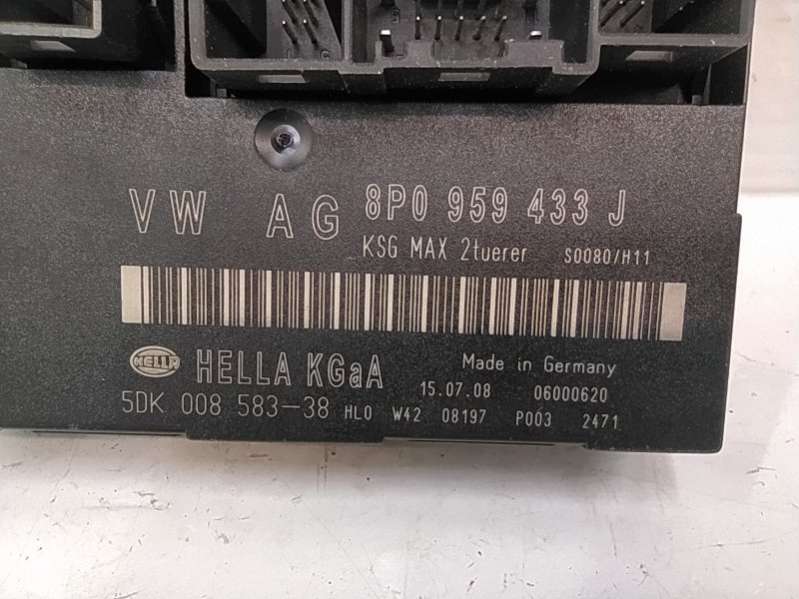 VW AG 8P0 959 433 J
KSG MAX 2tuerer S0080/H11
HELLA HELLA KGaA Made in Germany
15.07.08 06000620
5DK 008 583-38 HL0 W42 08197 P003 2471